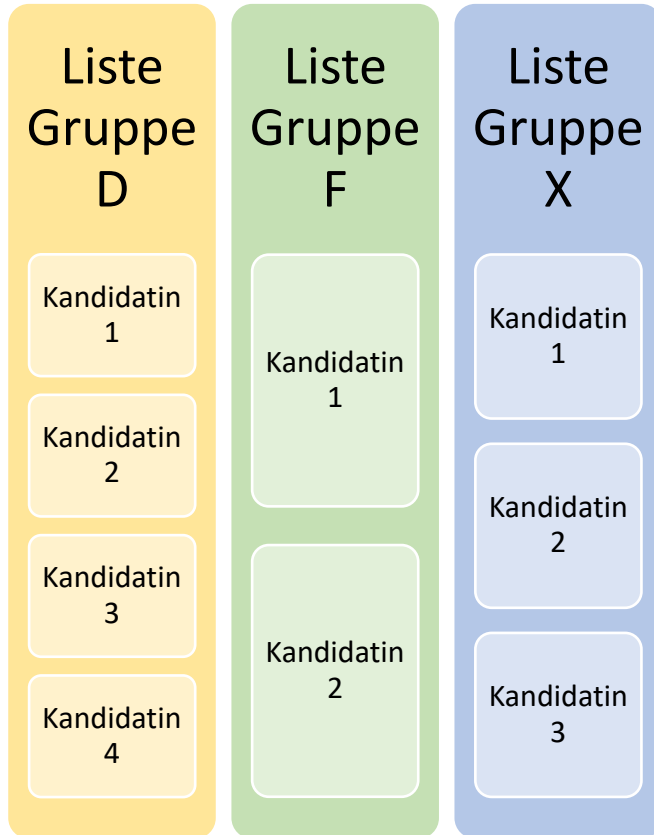 Liste
Gruppe
D
Kandidatin
1
Kandidatin
2
Kandidatin
3
Kandidatin
4
Liste
Gruppe
F
Kandidatin
1
Kandidatin
2
Liste
Gruppe
X
Kandidatin
1
Kandidatin
2
Kandidatin
3